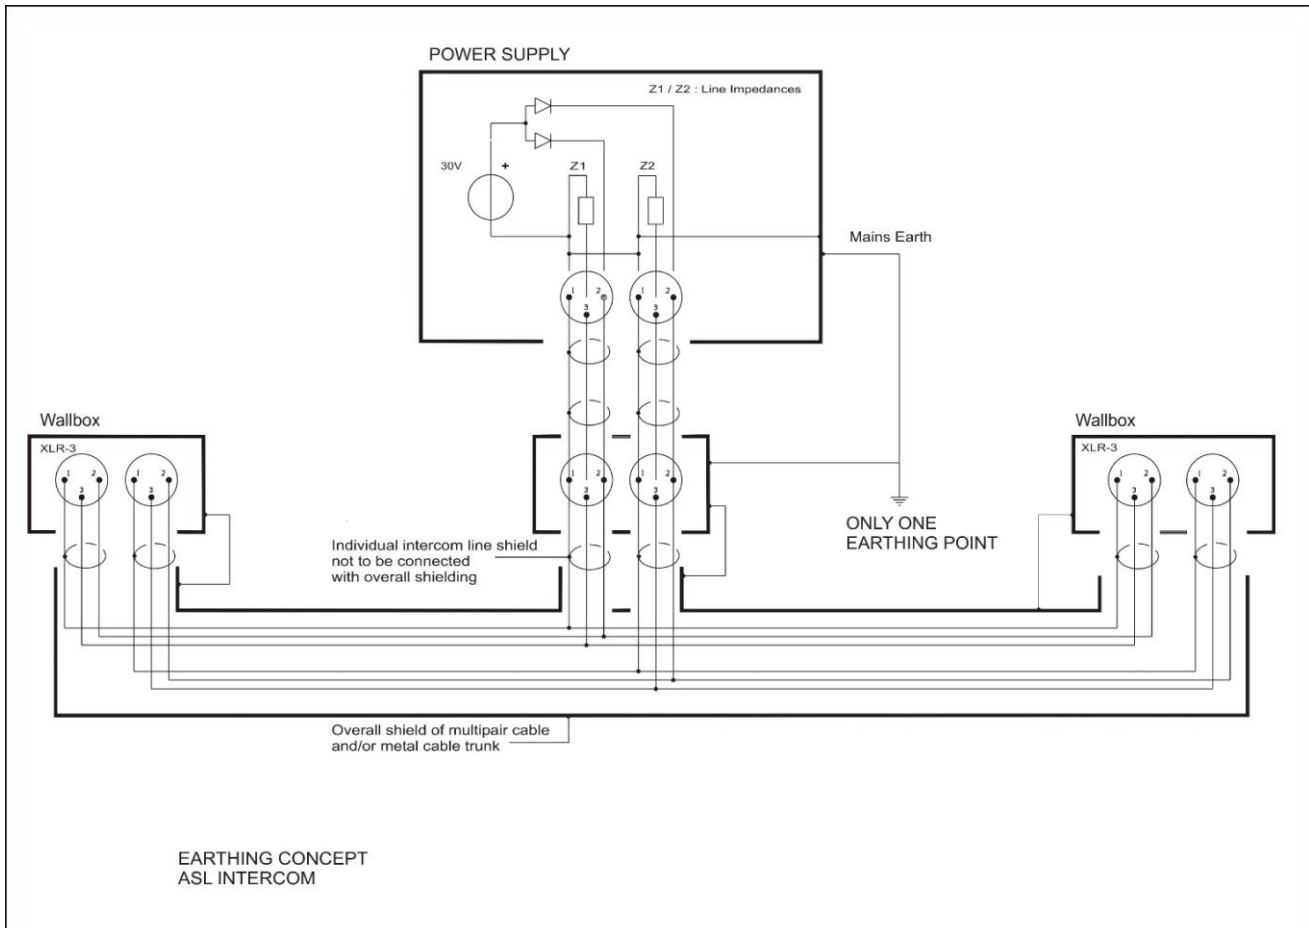 POWER SUPPLY
Z1 / Z2 : Line Impedances
30V
+
Z1
Z2
Mains Earth
1 2 3
1 2 3
Wallbox
XLR-3
1 2 3
1 2 3
1 2 3
1 2 3
Wallbox
XLR-3
1 2 3
1 2 3
ONLY ONE
EARTHING POINT
Individual intercom line shield
not to be connected
with overall shielding
Overall shield of multipair cable
and/or metal cable trunk
EARTHING CONCEPT
ASL INTERCOM